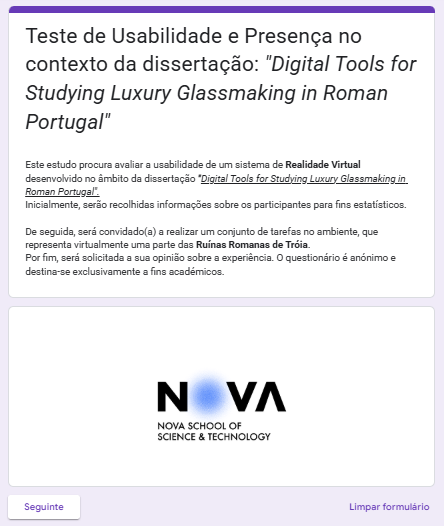 Teste de Usabilidade e Presença no
contexto da dissertação: "Digital Tools for
Studying Luxury Glassmaking in Roman
Portugal"
Este estudo procura avaliar a usabilidade de um sistema de Realidade Virtual
desenvolvido no âmbito da dissertação "Digital Tools for Studying Luxury Glassmaking in
Roman Portugal".
Inicialmente, serão recolhidas informações sobre os participantes para fins estatísticos.
De seguida, será convidado(a) a realizar um conjunto de tarefas no ambiente, que
representa virtualmente uma parte das Ruínas Romanas de Tróia.
Por fim, será solicitada a sua opinião sobre a experiência. O questionário é anónimo e
destina-se exclusivamente a fins académicos.
NOVA
NOVA SCHOOL OF
SCIENCE & TECHNOLOGY
Seguinte
Limpar formulário